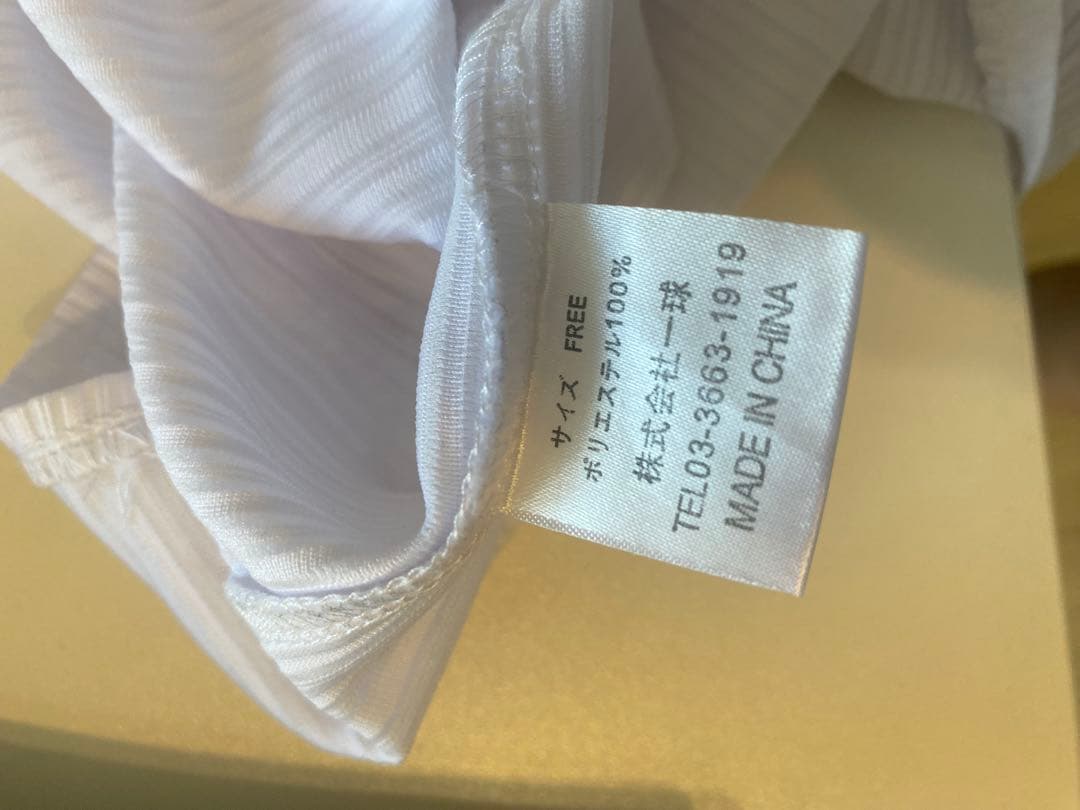 サイズ FREE
ポリエステル100%
株式会社一球
TEL03-3663-1919
MADE IN CHINA